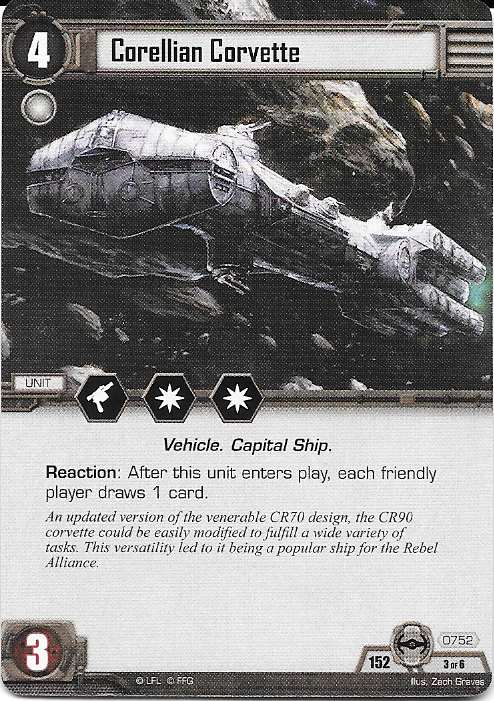 4
Corellian Corvette
UNIT
Vehicle. Capital Ship.
Reaction: After this unit enters play, each friendly
player draws 1 card.
An updated version of the venerable CR70 design, the CR90
corvette could be easily modified to fulfill a wide variety of
tasks. This versatility led to it being a popular ship for the Rebel
Alliance.
3
0752
152
3 OF 6
© LFL © FFG
Illus. Zach Graves